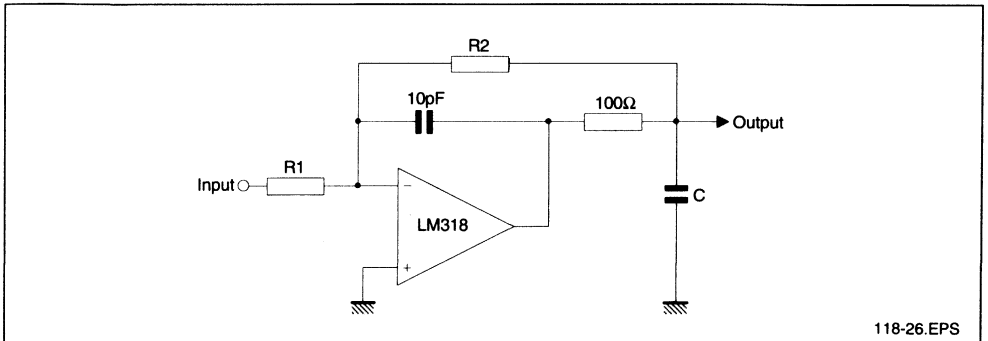 R2
10pF
100Ω
Output
R1
Input
−
C
LM318
+
118-26.EPS